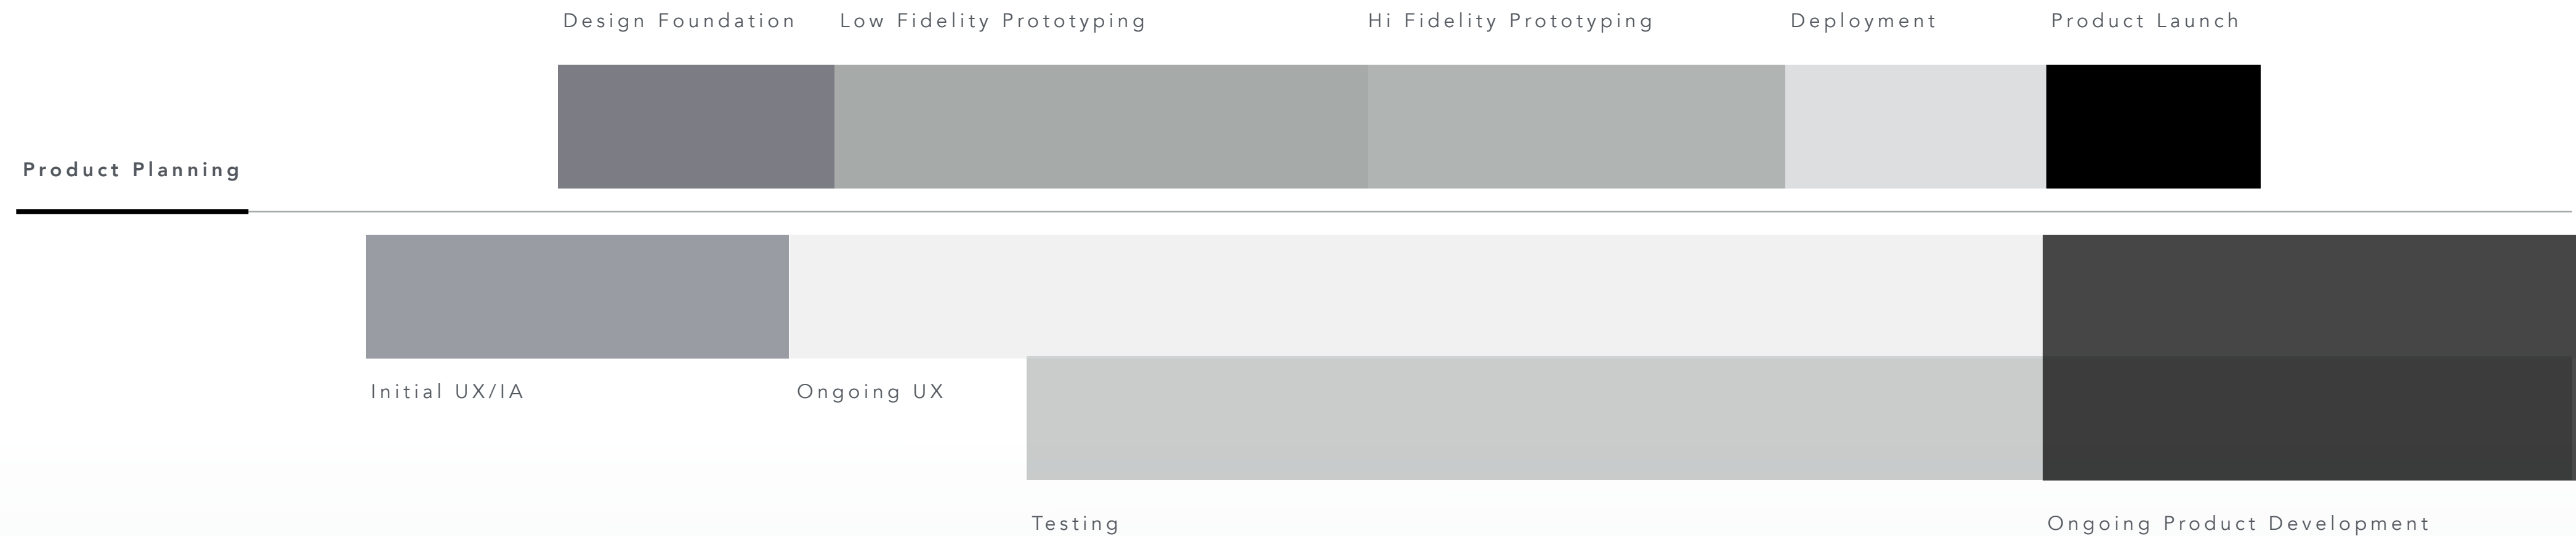 Design Foundation
Low Fidelity Prototyping
Hi Fidelity Prototyping
Deployment
Product Launch
Product Planning
Initial UX/IA
Ongoing UX
Testing
Ongoing Product Development